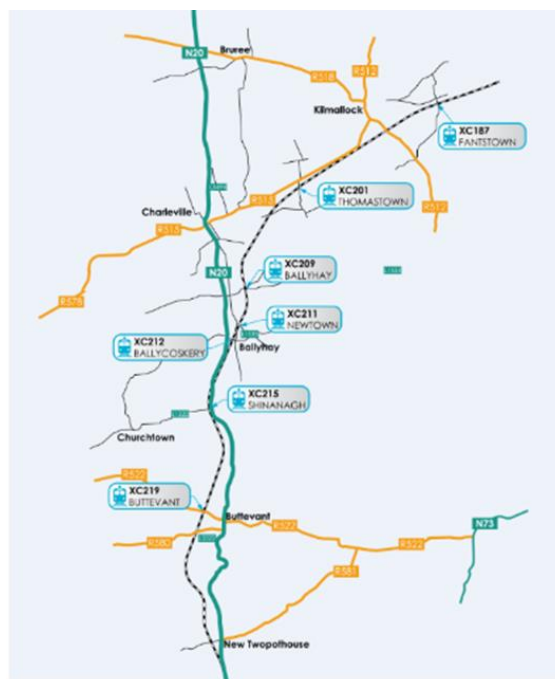 N20
Bruree
R518
R512
Kilmallock
XC187
FANTSTOWN
XC201
THOMASTOWN
R515
Charleville
R515
R512
XC209
BALLYHAY
N20
R578
XC211
NEWTOWN
XC212
BALLYCOSKERY
Ballyhay
XC215
SHINANAGH
Churchtown
R522
XC219
BUTTEVANT
Buttevant
R522
N73
R580
R522
R581
New Twopothouse